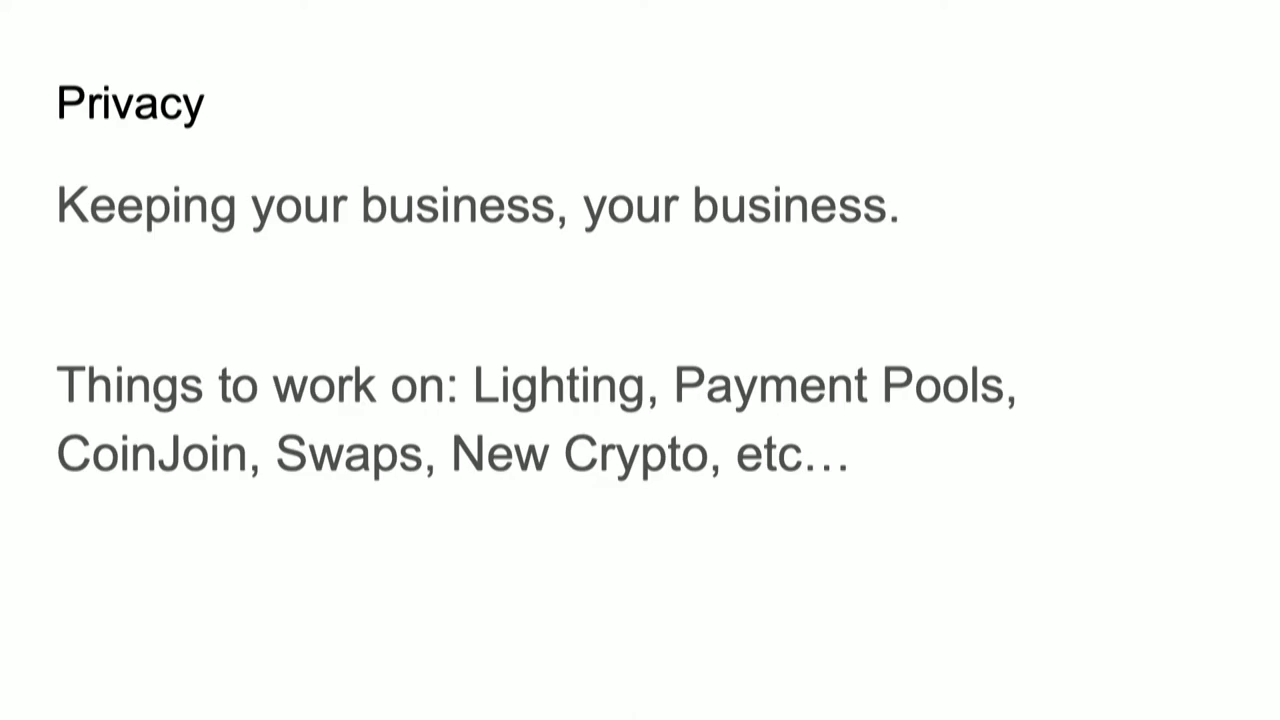 Privacy
Keeping your business, your business.
Things to work on: Lighting, Payment Pools,
CoinJoin, Swaps, New Crypto, etc…